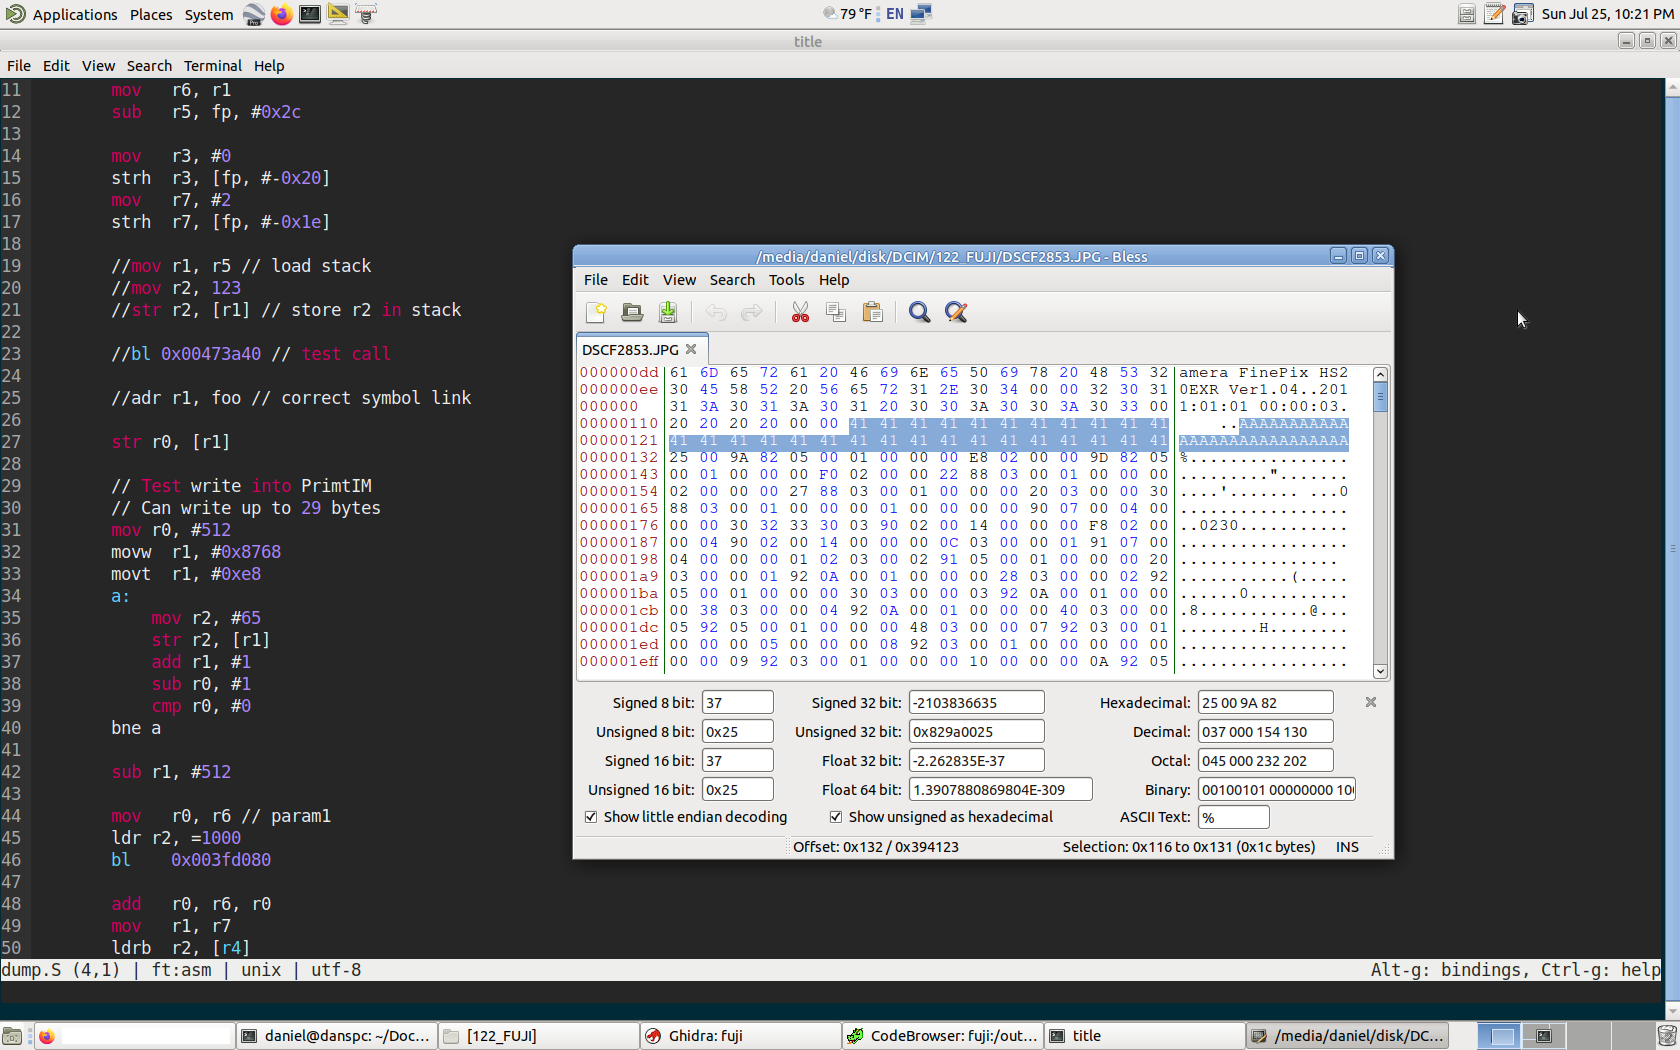 Applications Places System 79 °F EN Sun Jul 25, 10:21 PM
title
File Edit View Search Terminal Help
11 mov r6, r1
12 sub r5, fp, #0x2c
13
14 mov r3, #0
15 strh r3, [fp, #-0x20]
16 mov r7, #2
17 strh r7, [fp, #-0x1e]
18
19 //mov r1, r5 // load stack
20 //mov r2, 123
21 //str r2, [r1] // store r2 in stack
22
23 //bl 0x00473a40 // test call
24
25 //adr r1, foo // correct symbol link
26
27 str r0, [r1]
28
29 // Test write into PrimtIM
30 // Can write up to 29 bytes
31 mov r0, #512
32 movw r1, #0x8768
33 movt r1, #0xe8
34 a:
35 mov r2, #65
36 str r2, [r1]
37 add r1, #1
38 sub r0, #1
39 cmp r0, #0
40 bne a
41
42 sub r1, #512
43
44 mov r0, r6 // param1
45 ldr r2, =1000
46 bl 0x003fd080
47
48 add r0, r6, r0
49 mov r1, r7
50 ldrb r2, [r4]
dump.S (4,1) | ft:asm | unix | utf-8 Alt-g: bindings, Ctrl-g: help
/media/daniel/disk/DCIM/122_FUJI/DSCF2853.JPG - Bless
File Edit View Search Tools Help
DSCF2853.JPG
000000dd 61 6D 65 72 61 20 46 69 6E 65 50 69 78 20 48 53 32 amera FinePix HS2
000000ee 30 45 58 52 20 56 65 72 31 2E 30 34 00 00 32 30 31 0EXR Ver1.04..201
000000 31 3A 30 31 3A 30 31 20 30 30 3A 30 30 3A 30 33 00 1:01:01 00:00:03.
00000110 20 20 20 20 00 00 41 41 41 41 41 41 41 41 41 41 41 ..AAAAAAAAAAA
00000121 41 41 41 41 41 41 41 41 41 41 41 41 41 41 41 41 41 AAAAAAAAAAAAAAAAA
00000132 25 00 9A 82 05 00 01 00 00 00 E8 02 00 00 9D 82 05 %................
00000143 00 01 00 00 00 F0 02 00 00 22 88 03 00 01 00 00 00 .........".......
00000154 02 00 00 00 27 88 03 00 01 00 00 00 20 03 00 00 30 ....'....... ...0
00000165 88 03 00 01 00 00 00 01 00 00 00 00 90 07 00 04 00 .................
00000176 00 00 30 32 33 30 03 90 02 00 14 00 00 00 F8 02 00 ..0230...........
00000187 00 04 90 02 00 14 00 00 00 0C 03 00 00 01 91 07 00 .................
00000198 04 00 00 00 01 02 03 00 02 91 05 00 01 00 00 00 20 ................
000001a9 03 00 00 01 92 0A 00 01 00 00 00 28 03 00 00 02 92 ...........(.....
000001ba 05 00 01 00 00 00 30 03 00 00 03 92 0A 00 01 00 00 ......0..........
000001cb 00 38 03 00 00 04 92 0A 00 01 00 00 00 40 03 00 00 .8...........@...
000001dc 05 92 05 00 01 00 00 00 48 03 00 00 07 92 03 00 01 ........H........
000001ed 00 00 00 05 00 00 00 08 92 03 00 01 00 00 00 00 00 .................
000001eff 00 00 09 92 03 00 01 00 00 00 10 00 00 00 0A 92 05 .................
Signed 8 bit: 37 Signed 32 bit: -2103836635 Hexadecimal: 25 00 9A 82
Unsigned 8 bit: 0x25 Unsigned 32 bit: 0x829a0025 Decimal: 037 000 154 130
Signed 16 bit: 37 Float 32 bit: -2.262835E-37 Octal: 045 000 232 202
Unsigned 16 bit: 0x25 Float 64 bit: 1.3907880869804E-309 Binary: 00100101 00000000 10
Show little endian decoding Show unsigned as hexadecimal ASCII Text: %
Offset: 0x132 / 0x394123 Selection: 0x116 to 0x131 (0x1c bytes) INS
daniel@danspc: ~/Doc... [122_FUJI] Ghidra: fuji CodeBrowser: fuji:/out... title /media/daniel/disk/DC...